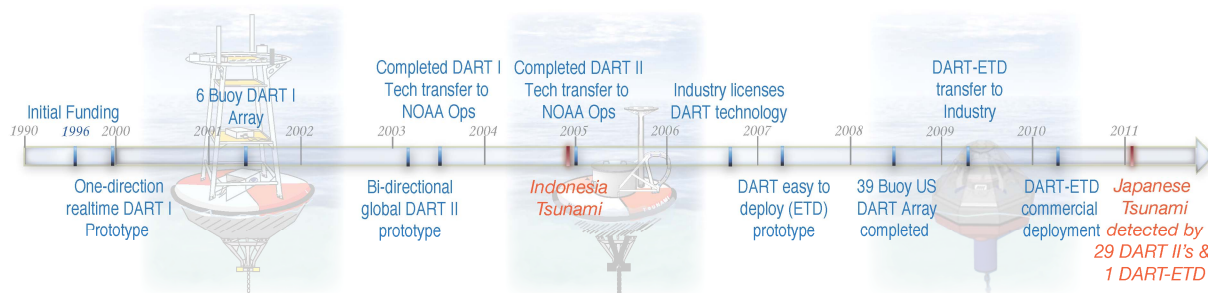 Initial Funding
6 Buoy DART I
Array
Completed DART I
Tech transfer to
NOAA Ops
Completed DART II
Tech transfer to
NOAA Ops
Industry licenses
DART technology
DART-ETD
transfer to
Industry
1990
1996
2000
2001
2002
2003
2004
2005
2006
2007
2008
2009
2010
2011
One-direction
realtime DART I
Prototype
Bi-directional
global DART II
prototype
Indonesia
Tsunami
DART easy to
deploy (ETD)
prototype
39 Buoy US
DART Array
completed
DART-ETD
commercial
deployment
Japanese
Tsunami
detected by
29 DART II's &
1 DART-ETD